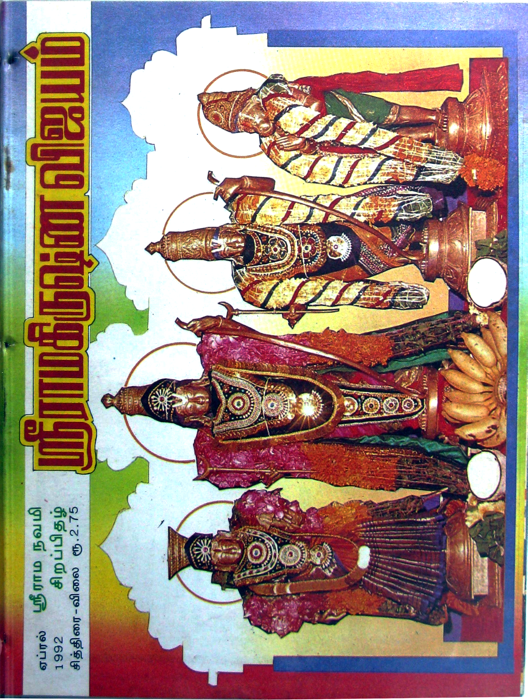 ஸ்ரீராமகிருஷ்ண விஜயம்
ஏப்ரல்
1992
ஸ்ரீராம நவமி
சிறப்பிதழ்
சித்திரை-விலை ரூ.2.75